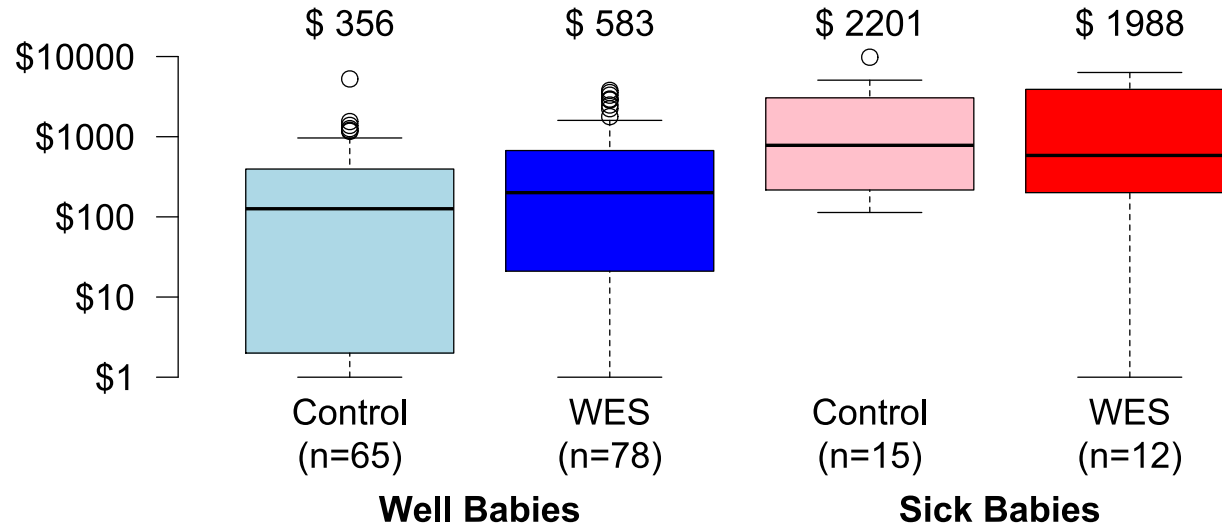 $ 356 $ 583 $ 2201 $ 1988
$10000
$1000
$100
$10
$1
Control WES Control WES
(n=65) (n=78) (n=15) (n=12)
Well Babies Sick Babies